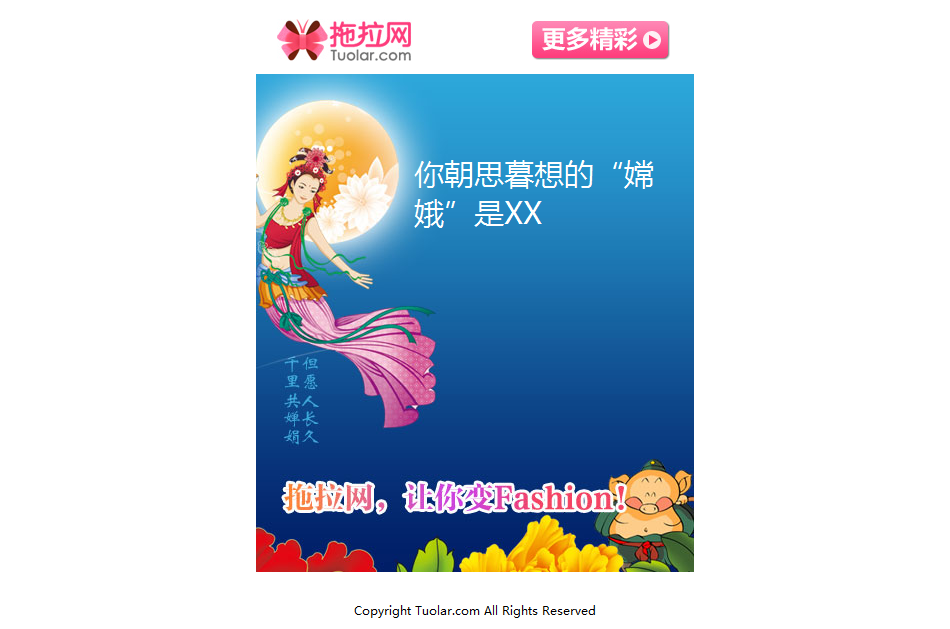 拖拉网
Tuolar.com
更多精彩
你朝思暮想的“嫦
娥”是XX
但愿人长久
千里共婵娟
拖拉网，让你变Fashion!
Copyright Tuolar.com All Rights Reserved